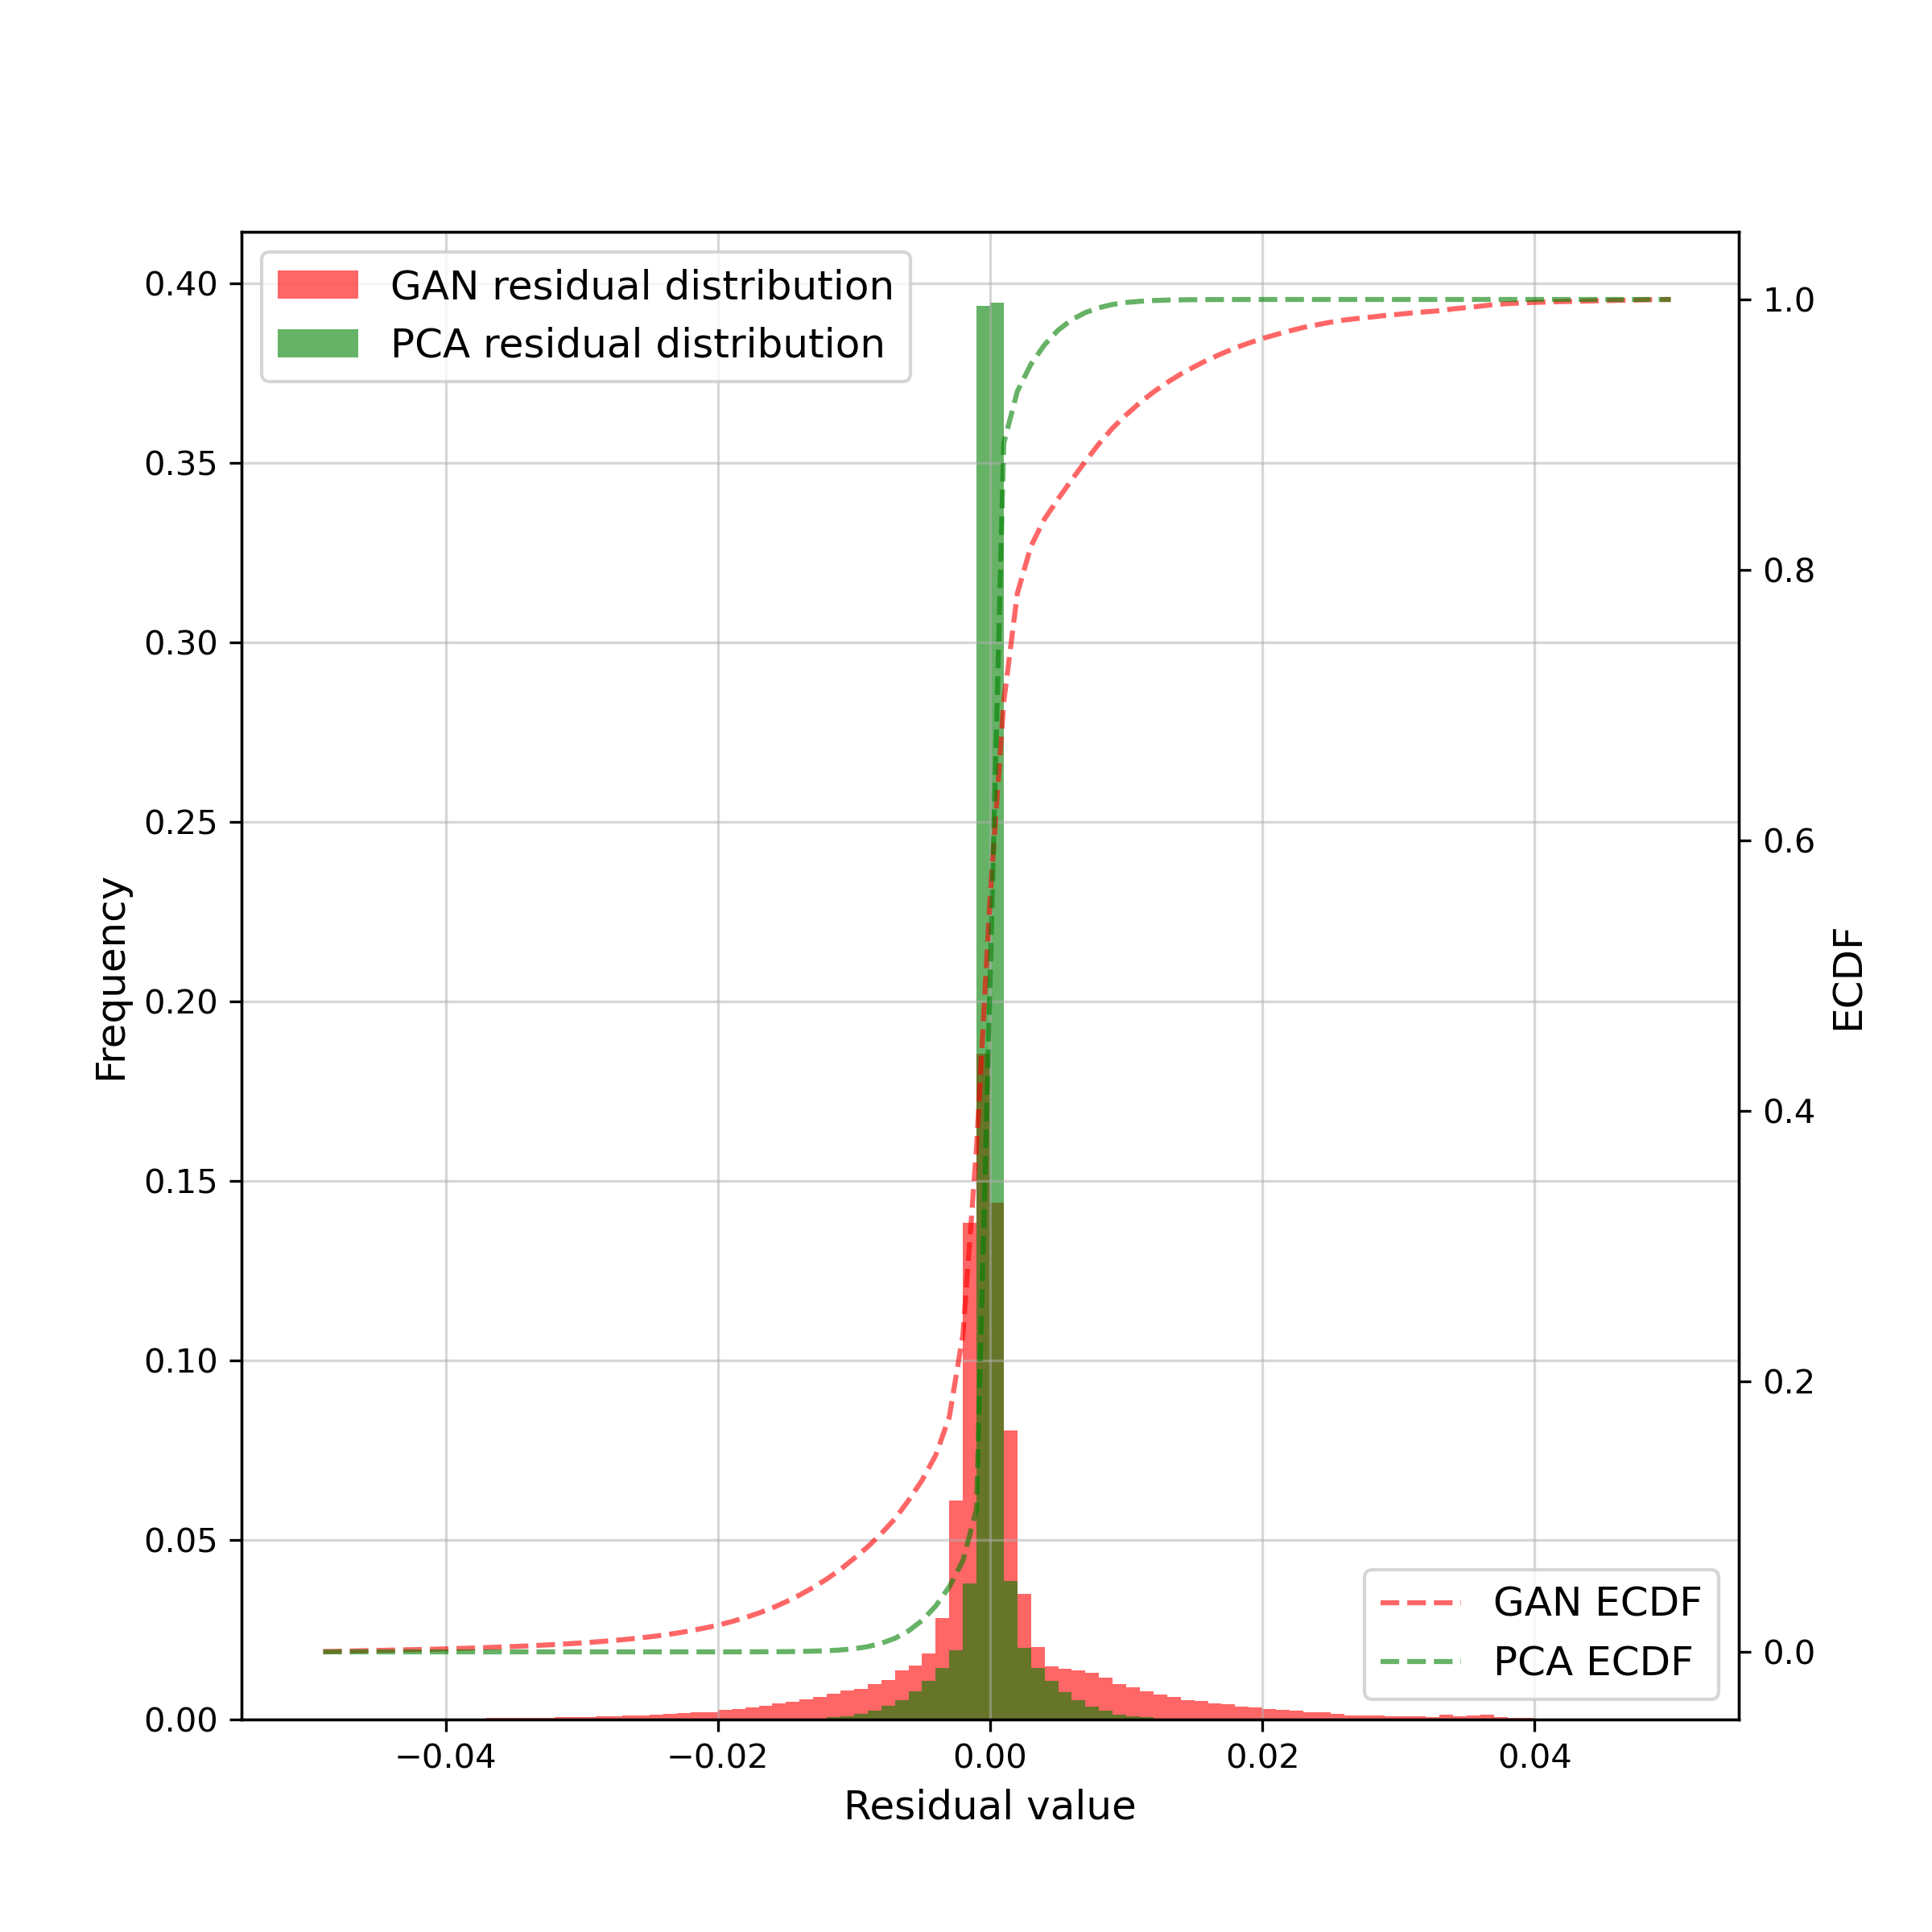 GAN residual distribution
PCA residual distribution
0.40
0.35
0.30
0.25
0.20
0.15
0.10
0.05
0.00
Frequency
1.0
0.8
0.6
0.4
0.2
0.0
ECDF
GAN ECDF
PCA ECDF
−0.04
−0.02
0.00
0.02
0.04
Residual value